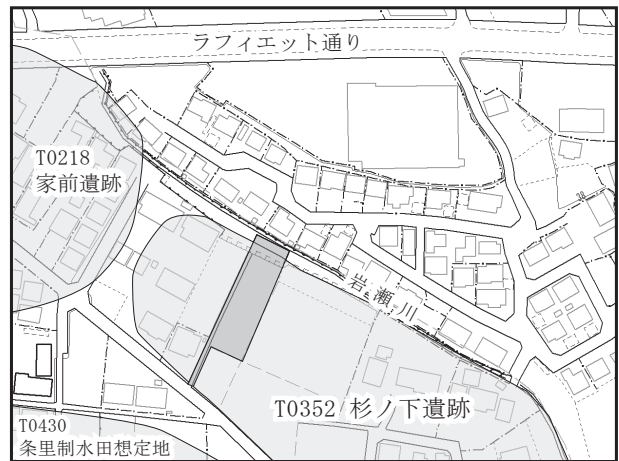 ラフィエット通り
T0218
家前遺跡
岩瀬川
T0352 杉ノ下遺跡
T0430
条里制水田想定地